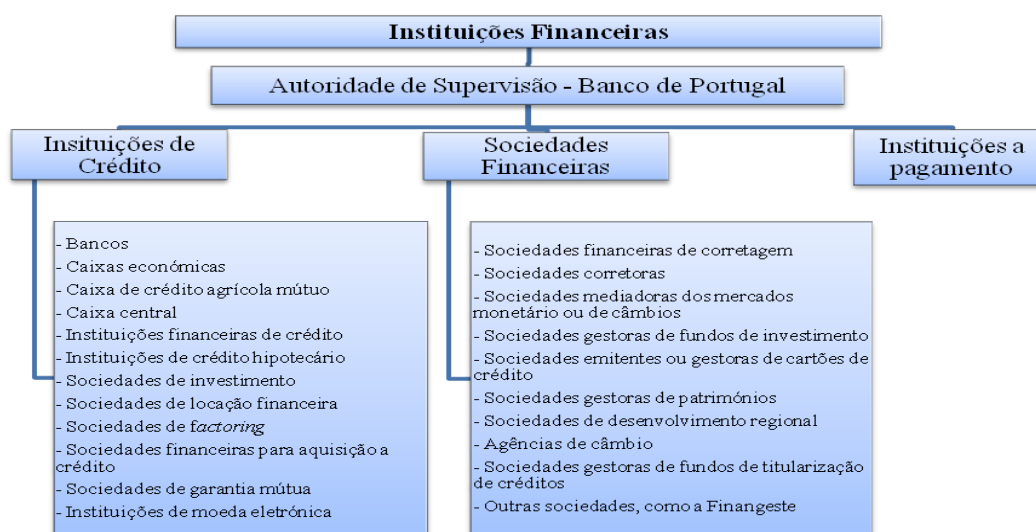 Instituições Financeiras
Autoridade de Supervisão - Banco de Portugal
Insituições de
Crédito
Sociedades
Financeiras
Instituições a
pagamento
- Bancos
- Caixas económicas
- Caixa de crédito agrícola mútuo
- Caixa central
- Instituições financeiras de crédito
- Instituições de crédito hipotecário
- Sociedades de investimento
- Sociedades de locação financeira
- Sociedades de factoring
- Sociedades financeiras para aquisição a
crédito
- Sociedades de garantia mútua
- Instituições de moeda eletrónica
- Sociedades financeiras de corretagem
- Sociedades corretoras
- Sociedades mediadoras dos mercados
monetário ou de câmbios
- Sociedades gestoras de fundos de investimento
- Sociedades emitentes ou gestoras de cartões de
crédito
- Sociedades gestoras de patrimónios
- Sociedades de desenvolvimento regional
- Agências de câmbio
- Sociedades gestoras de fundos de titularização
de créditos
- Outras sociedades, como a Finangeste